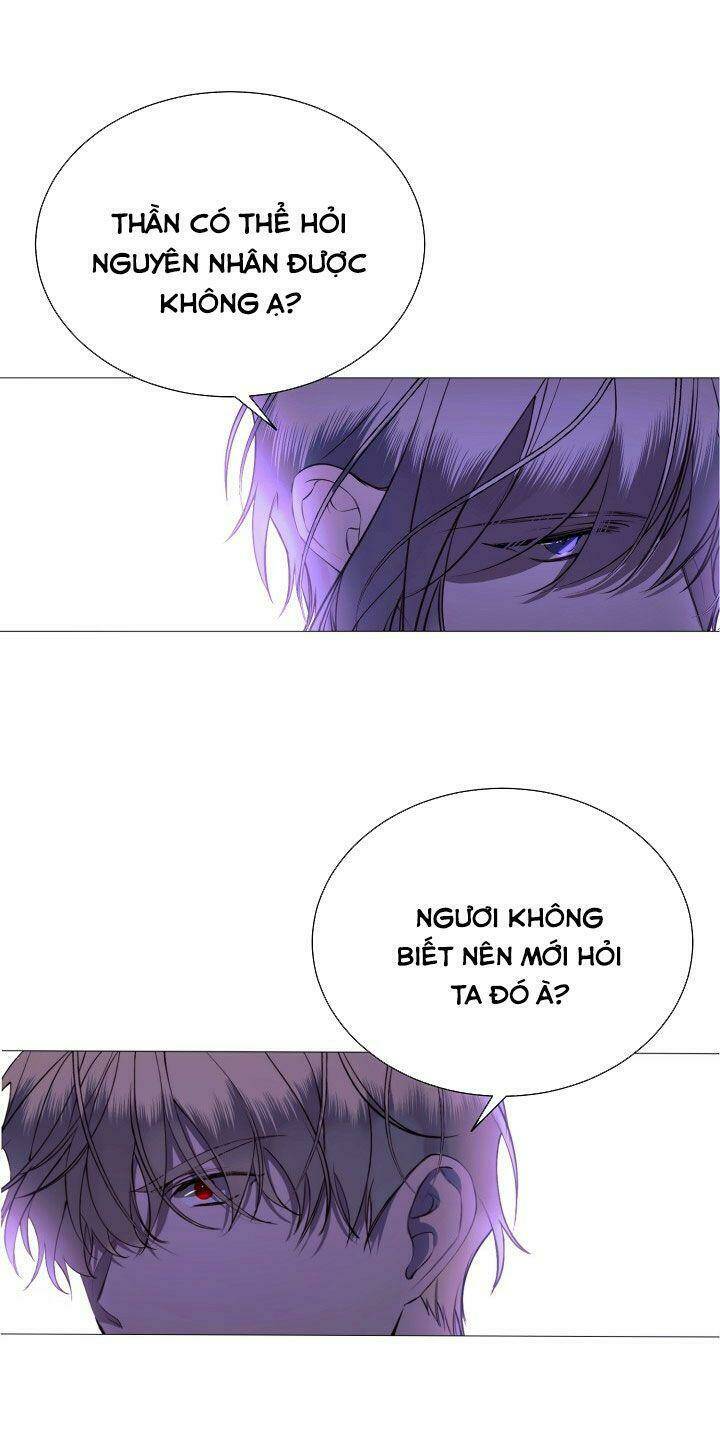 THẦN CÓ THỂ HỎI
NGUYÊN NHÂN ĐƯỢC
KHÔNG Ạ?
NGƯƠI KHÔNG
BIẾT NÊN MỚI HỎI
TA ĐÓ À?